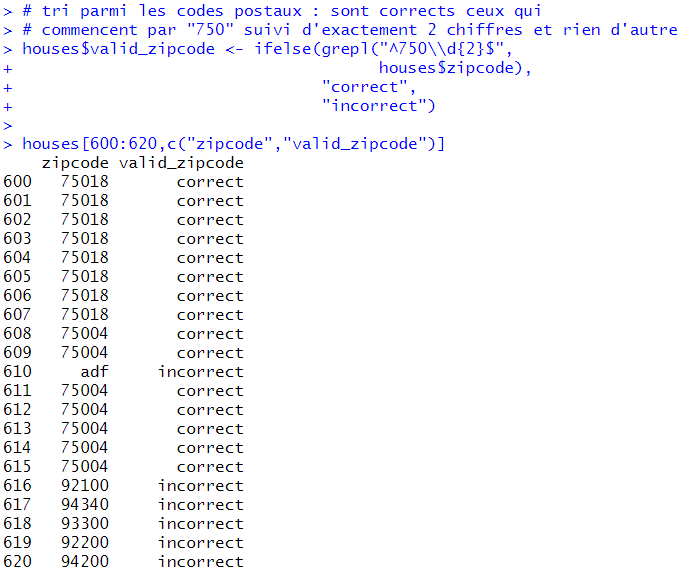 > # tri parmi les codes postaux : sont corrects ceux qui
> # commencent par "750" suivi d'exactement 2 chiffres et rien d'autre
> houses$valid_zipcode <- ifelse(grepl("^750\\d{2}$",
+                                      houses$zipcode),
+                                "correct",
+                                "incorrect")
>
> houses[600:620,c("zipcode","valid_zipcode")]
    zipcode valid_zipcode
600   75018       correct
601   75018       correct
602   75018       correct
603   75018       correct
604   75018       correct
605   75018       correct
606   75018       correct
607   75018       correct
608   75004       correct
609   75004       correct
610     adf     incorrect
611   75004       correct
612   75004       correct
613   75004       correct
614   75004       correct
615   75004       correct
616   92100     incorrect
617   94340     incorrect
618   93300     incorrect
619   92200     incorrect
620   94200     incorrect